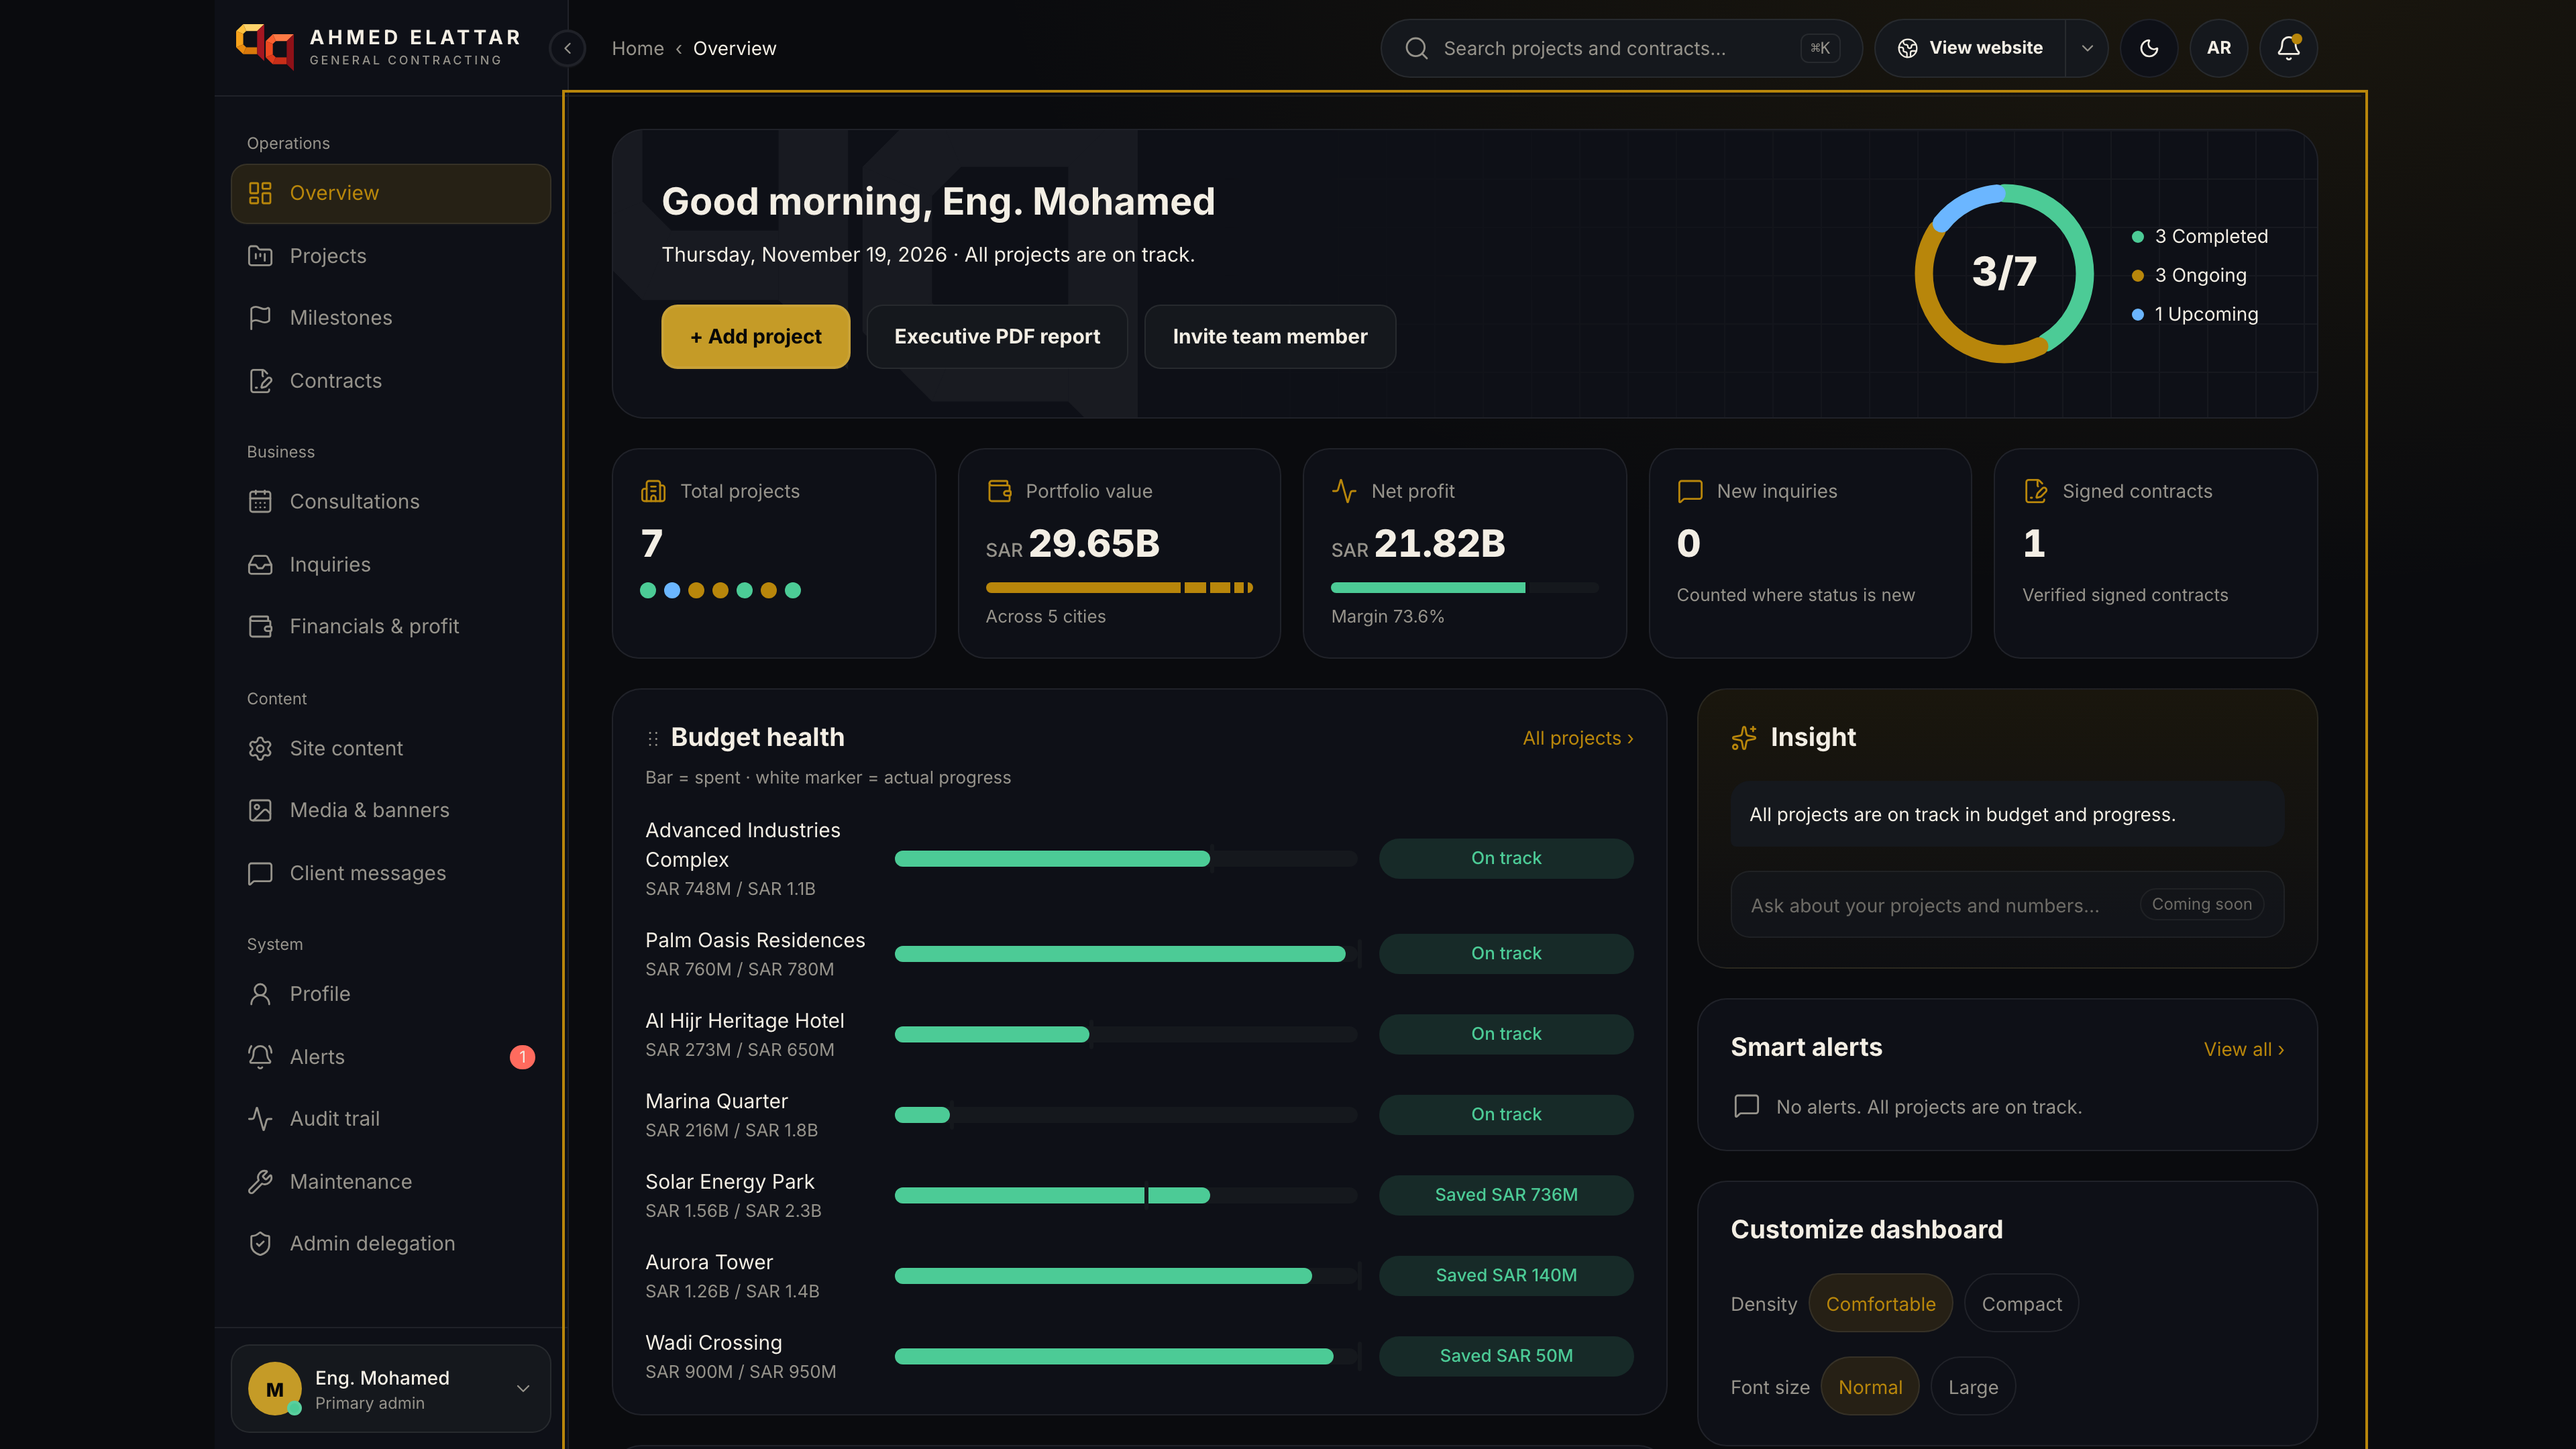 AHMED ELATTAR
GENERAL CONTRACTING
Home ‹ Overview
Search projects and contracts... ⌘K
View website
AR
Operations
Overview
Projects
Milestones
Contracts
Business
Consultations
Inquiries
Financials & profit
Content
Site content
Media & banners
Client messages
System
Profile
Alerts 1
Audit trail
Maintenance
Admin delegation
M
Eng. Mohamed
Primary admin
Good morning, Eng. Mohamed
Thursday, November 19, 2026 · All projects are on track.
+ Add project
Executive PDF report
Invite team member
3/7
3 Completed
3 Ongoing
1 Upcoming
Total projects
7
Portfolio value
SAR 29.65B
Across 5 cities
Net profit
SAR 21.82B
Margin 73.6%
New inquiries
0
Counted where status is new
Signed contracts
1
Verified signed contracts
Budget health
All projects ›
Bar = spent · white marker = actual progress
Advanced Industries
Complex
SAR 748M / SAR 1.1B
On track
Palm Oasis Residences
SAR 760M / SAR 780M
On track
Al Hijr Heritage Hotel
SAR 273M / SAR 650M
On track
Marina Quarter
SAR 216M / SAR 1.8B
On track
Solar Energy Park
SAR 1.56B / SAR 2.3B
Saved SAR 736M
Aurora Tower
SAR 1.26B / SAR 1.4B
Saved SAR 140M
Wadi Crossing
SAR 900M / SAR 950M
Saved SAR 50M
Insight
All projects are on track in budget and progress.
Ask about your projects and numbers...
Coming soon
Smart alerts
View all ›
No alerts. All projects are on track.
Customize dashboard
Density Comfortable Compact
Font size Normal Large